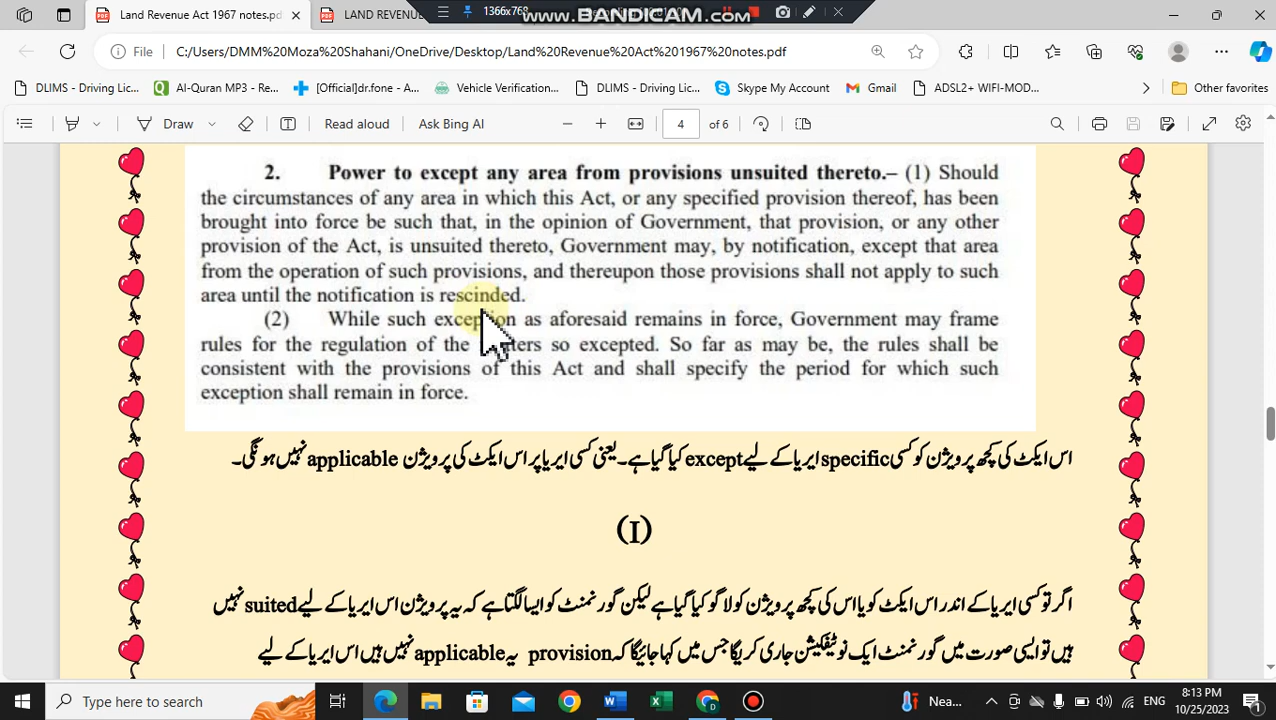 Land Revenue Act 1967 notes.pd
LAND REVENUE
1366x768
www.BANDICAM.com
File
C:/Users/DMM%20Moza%20Shahani/OneDrive/Desktop/Land%20Revenue%20Act%201967%20notes.pdf
DLIMS - Driving Lic...
Al-Quran MP3 - Re...
[Official]dr.fone - A...
Vehicle Verification...
DLIMS - Driving Lic...
Skype My Account
Gmail
ADSL2+ WIFI-MOD...
Other favorites
Draw
Read aloud
Ask Bing AI
4 of 6
2. Power to except any area from provisions unsuited thereto.– (1) Should
the circumstances of any area in which this Act, or any specified provision thereof, has been
brought into force be such that, in the opinion of Government, that provision, or any other
provision of the Act, is unsuited thereto, Government may, by notification, except that area
from the operation of such provisions, and thereupon those provisions shall not apply to such
area until the notification is rescinded.
(2) While such exception as aforesaid remains in force, Government may frame
rules for the regulation of the so excepted. So far as may be, the rules shall be
consistent with the provisions of this Act and shall specify the period for which such
exception shall remain in force.
اس ایکٹ کی کچھ پرویژن کو کسی specific ایریا کے لیے except کیا گیا ہے۔ یعنی کسی ایریا پر اس ایکٹ کی پرویژن applicable نہیں ہونگی۔
(I)
اگر تو کسی ایریا کے اندر اس ایکٹ کو یا اس کی کچھ پرویژن کو لاگو کیا گیا ہے لیکن گورنمنٹ کو ایسا لگتا ہے کہ یہ پرویژن اس ایریا کے لیے suited نہیں
ہیں تو ایسی صورت میں گورنمنٹ ایک نوٹیفکیشن جاری کریگا جس میں کہا جائیگا کہ provision یہ applicable نہیں ہیں اس ایریا کے لیے
Type here to search
Nea...
ENG
8:13 PM
10/25/2023